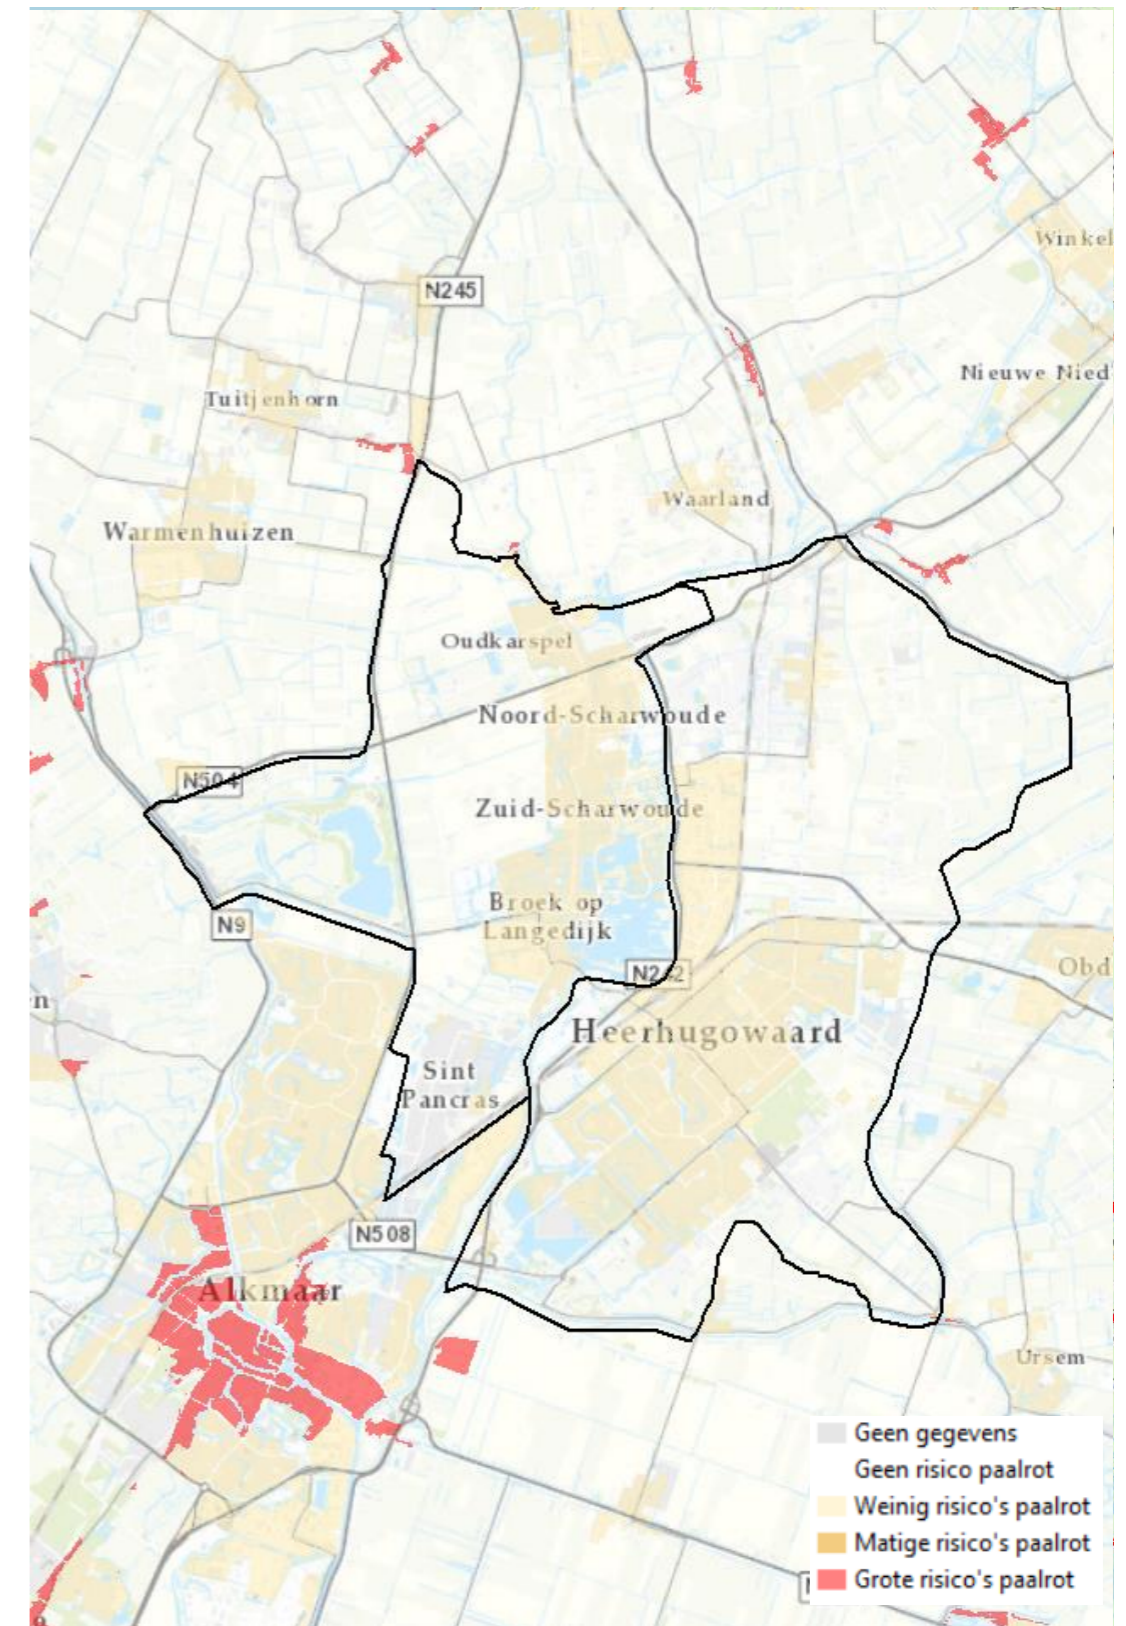 Winkel
N245
Nieuwe Nied
Tuitjenhorn
Waarland
Warmenhuizen
Oudkarspel
Noord-Scharwoude
N504
Zuid-Scharwoude
Broek op
Langedijk
N9
N242
Obd
n
Heerhugowaard
Sint
Pancras
N508
Alkmaar
Ursem
Geen gegevens
Geen risico paalrot
Weinig risico's paalrot
Matige risico's paalrot
Grote risico's paalrot